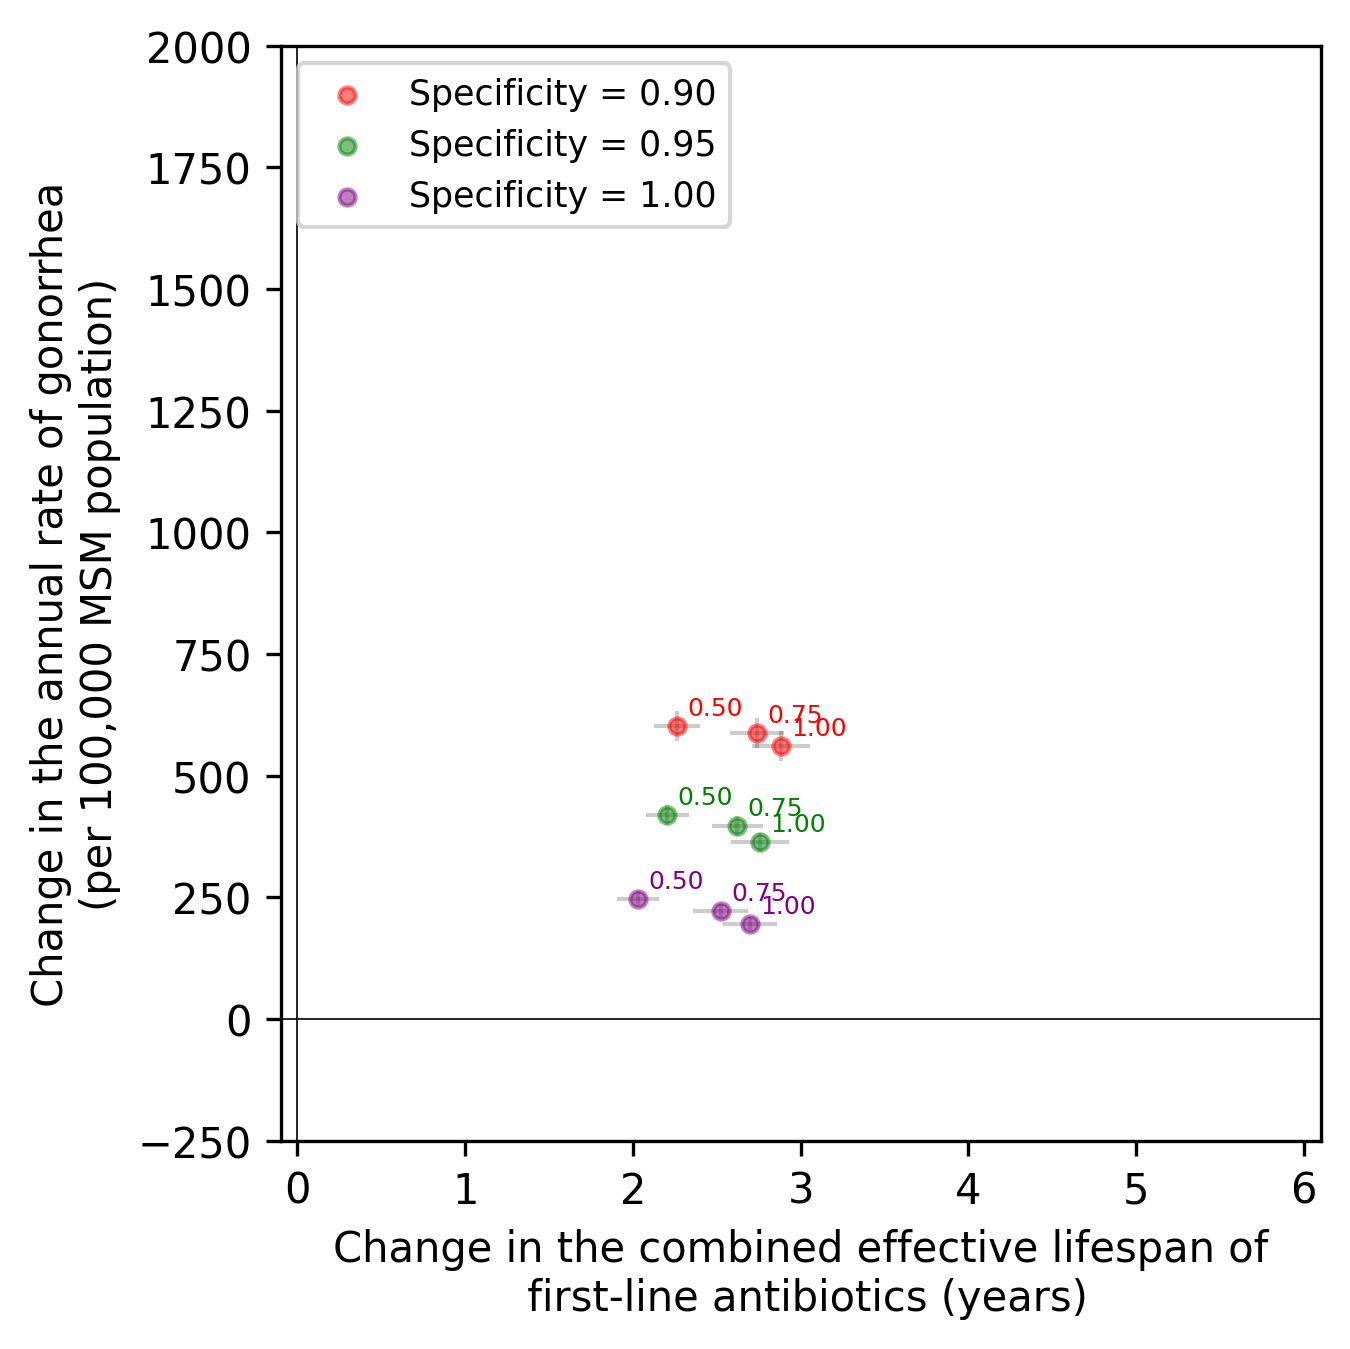 2000
1750
1500
1250
1000
750
500
250
0
−250
Change in the annual rate of gonorrhea
(per 100,000 MSM population)
Specificity = 0.90
Specificity = 0.95
Specificity = 1.00
0.50
0.75
1.00
0.50
0.75
1.00
0.50
0.75
1.00
0 1 2 3 4 5 6
Change in the combined effective lifespan of
first-line antibiotics (years)